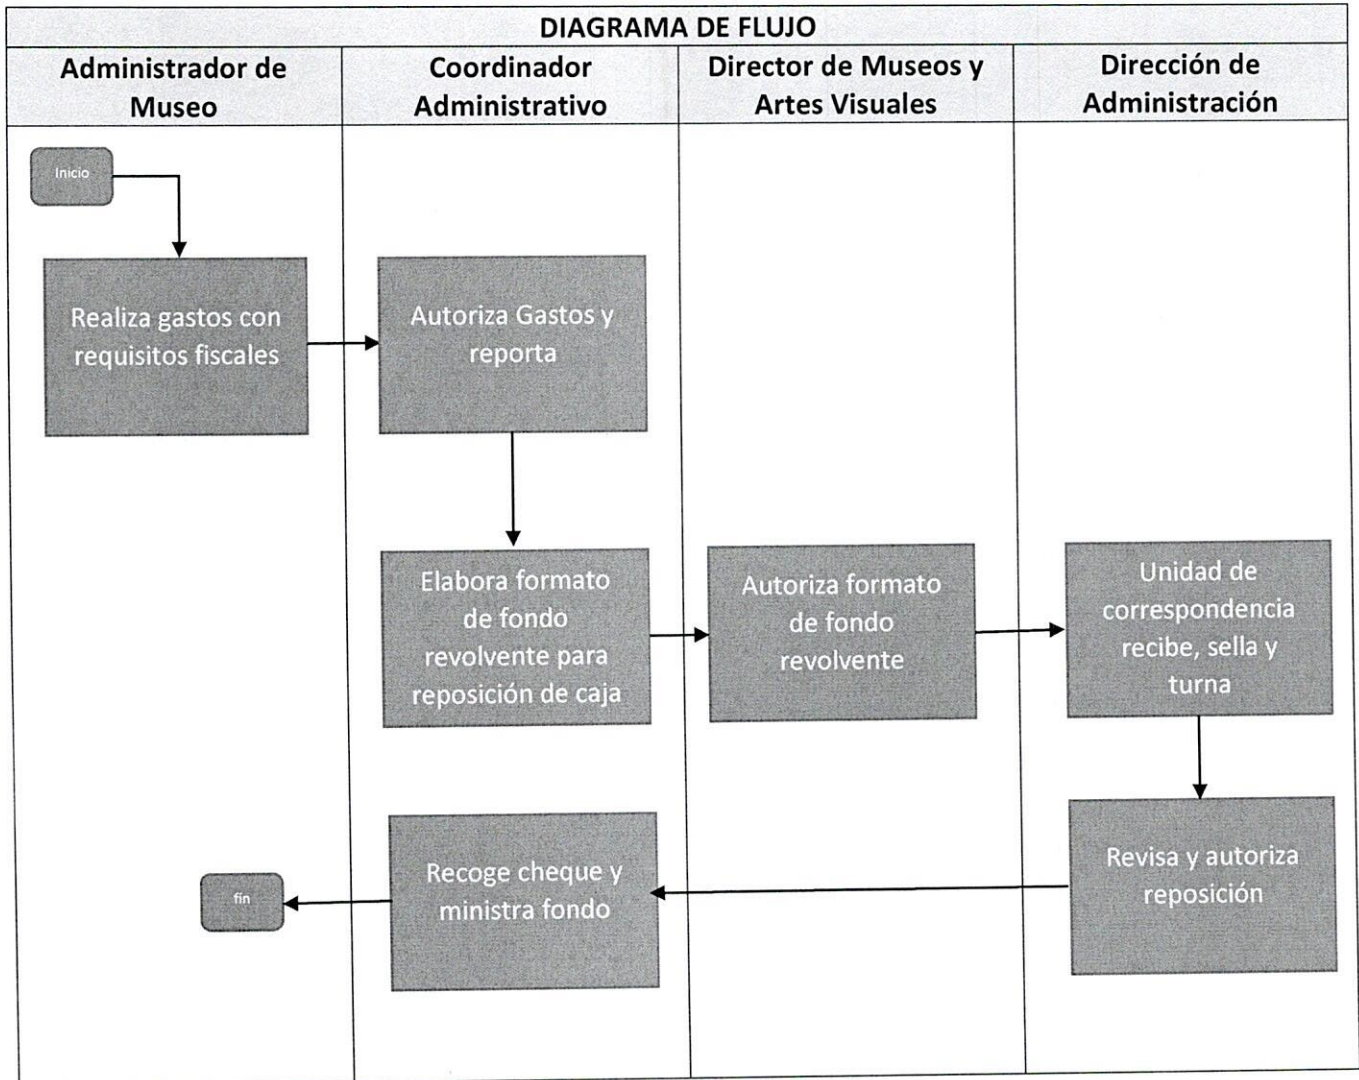 DIAGRAMA DE FLUJO
Administrador de
Museo
Coordinador
Administrativo
Director de Museos y
Artes Visuales
Dirección de
Administración
Inicio
Realiza gastos con
requisitos fiscales
Autoriza Gastos y
reporta
Elabora formato
de fondo
revolvente para
reposición de caja
Autoriza formato
de fondo
revolvente
Unidad de
correspondencia
recibe, sella y
turna
Revisa y autoriza
reposición
Recoge cheque y
ministra fondo
fin